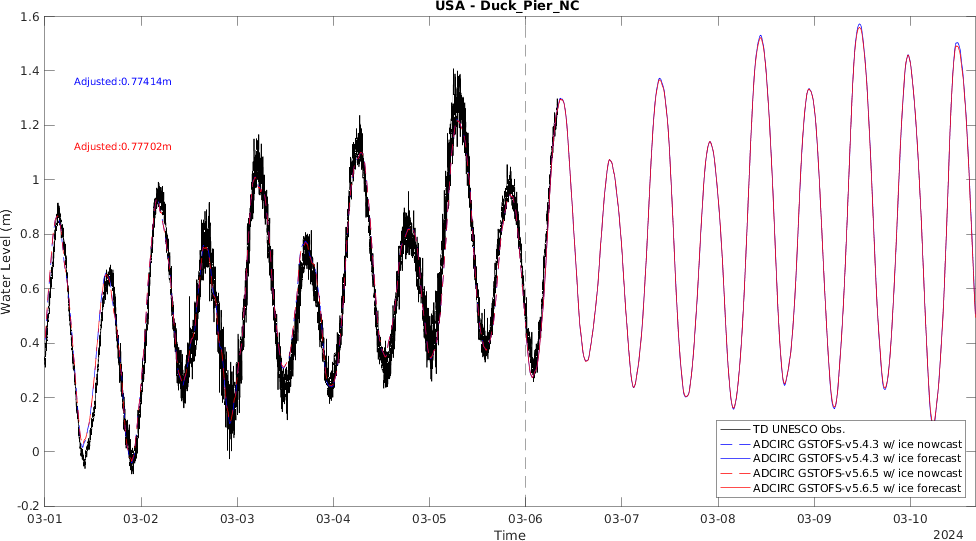 USA - Duck_Pier_NC
1.6
1.4
1.2
1
0.8
0.6
0.4
0.2
0
-0.2
Water Level (m)
Adjusted:0.77414m
Adjusted:0.77702m
TD UNESCO Obs.
ADCIRC GSTOFS-v5.4.3 w/ ice nowcast
ADCIRC GSTOFS-v5.4.3 w/ ice forecast
ADCIRC GSTOFS-v5.6.5 w/ ice nowcast
ADCIRC GSTOFS-v5.6.5 w/ ice forecast
03-01 03-02 03-03 03-04 03-05 03-06 03-07 03-08 03-09 03-10
Time
2024